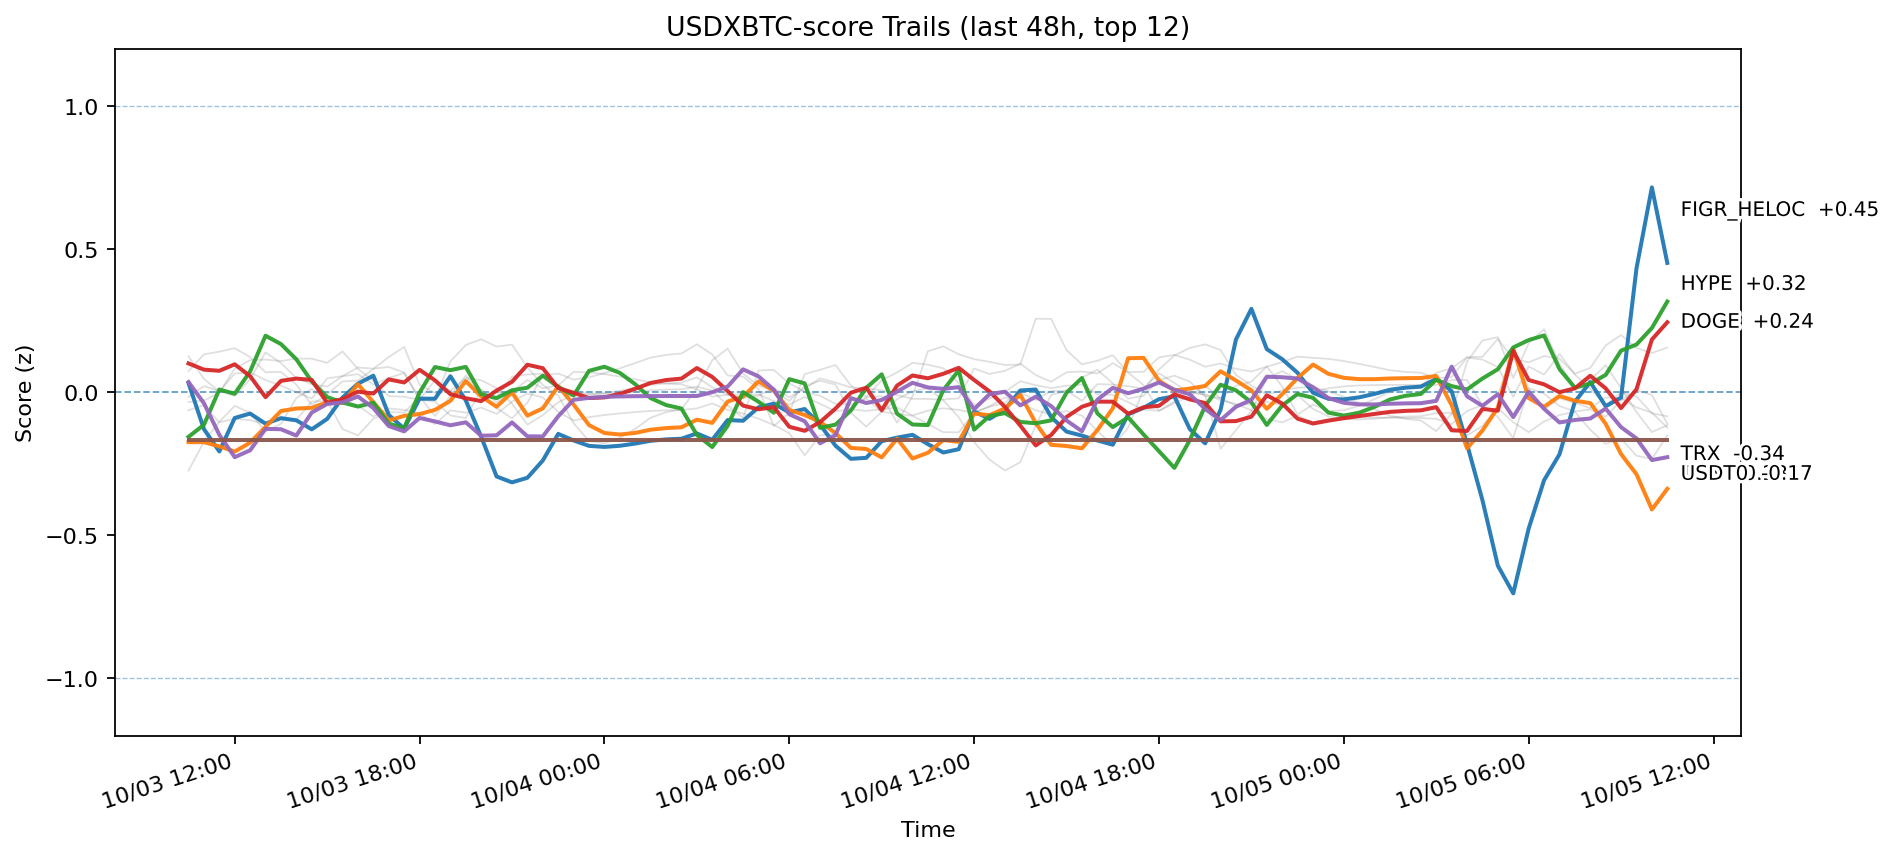 USDXBTC-score Trails (last 48h, top 12)
Score (z)
1.0
0.5
0.0
−0.5
−1.0
FIGR_HELOC +0.45
HYPE +0.32
DOGE +0.24
TRX -0.34
USDT0 -0.17
10/03 12:00
10/03 18:00
10/04 00:00
10/04 06:00
10/04 12:00
10/04 18:00
10/05 00:00
10/05 06:00
10/05 12:00
Time